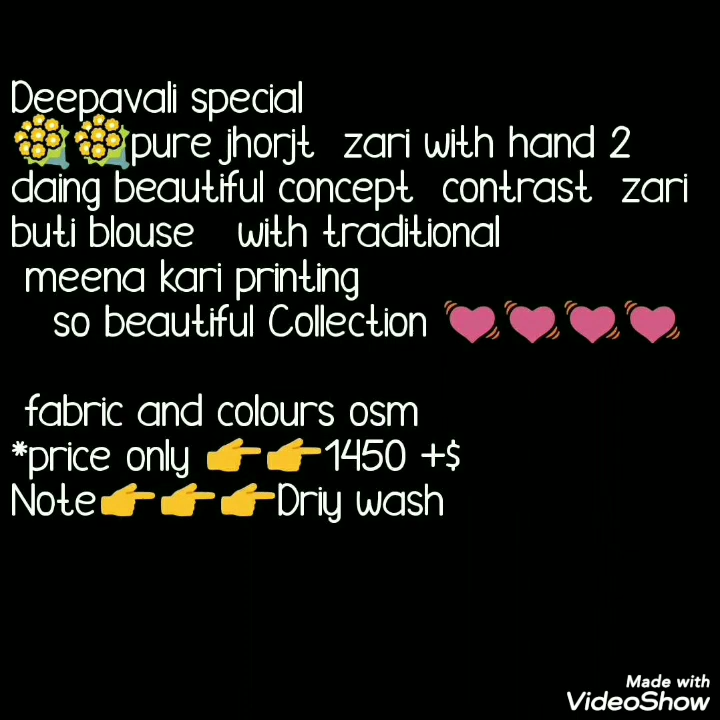 Deepavali special
💐💐pure jhorjt zari with hand 2
daing beautiful concept contrast zari
buti blouse with traditional
meena kari printing
so beautiful Collection 💓💓💓💓
fabric and colours osm
*price only 👉👉1450 +$
Note👉👉👉Driy wash
Made with
VideoShow